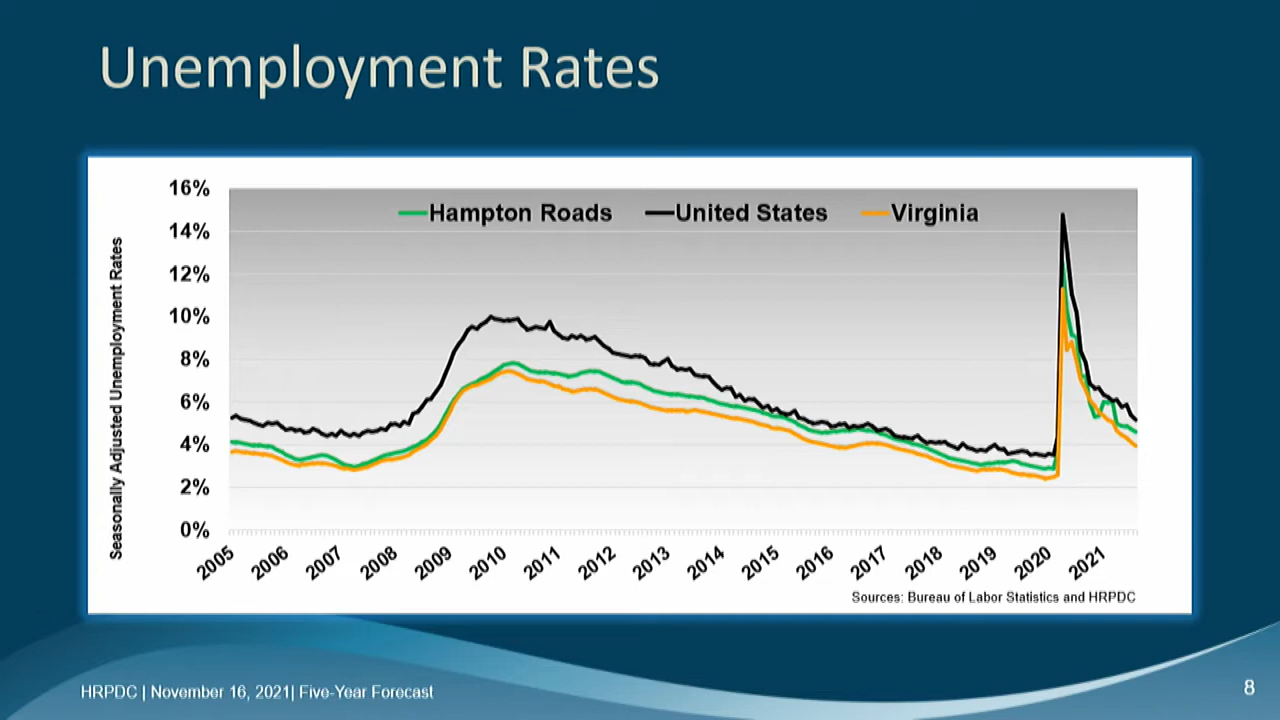 Unemployment Rates
Seasonally Adjusted Unemployment Rates
16%
14%
12%
10%
8%
6%
4%
2%
0%
Hampton Roads United States Virginia
2005 2006 2007 2008 2009 2010 2011 2012 2013 2014 2015 2016 2017 2018 2019 2020 2021
Sources: Bureau of Labor Statistics and HRPDC
HRPDC | November 16, 2021| Five-Year Forecast
8